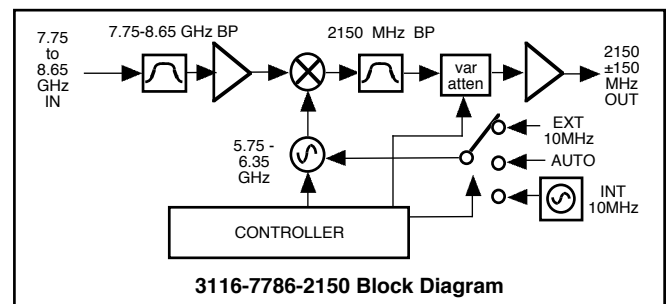 7.75
to
8.65
GHz
IN
7.75-8.65 GHz BP
2150 MHz BP
var
atten
2150
±150
MHz
OUT
5.75 -
6.35
GHz
EXT
10MHz
AUTO
INT
10MHz
CONTROLLER
3116-7786-2150 Block Diagram